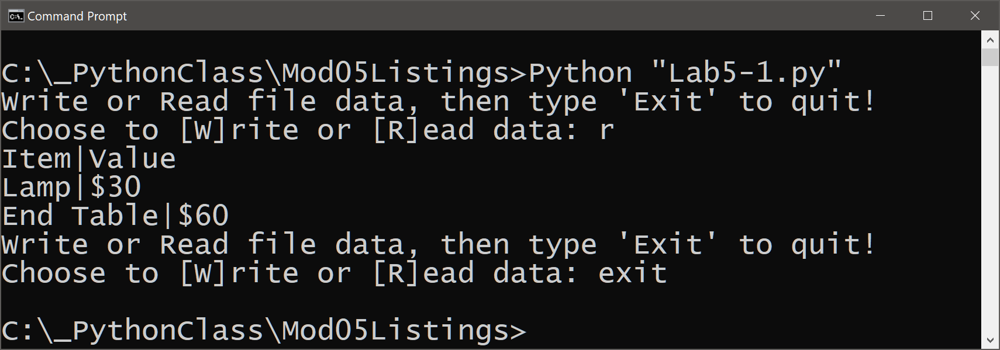 Command Prompt
C:\_PythonClass\Mod05Listings>Python "Lab5-1.py"
Write or Read file data, then type 'Exit' to quit!
Choose to [W]rite or [R]ead data: r
Item|Value
Lamp|$30
End Table|$60
Write or Read file data, then type 'Exit' to quit!
Choose to [W]rite or [R]ead data: exit
C:\_PythonClass\Mod05Listings>